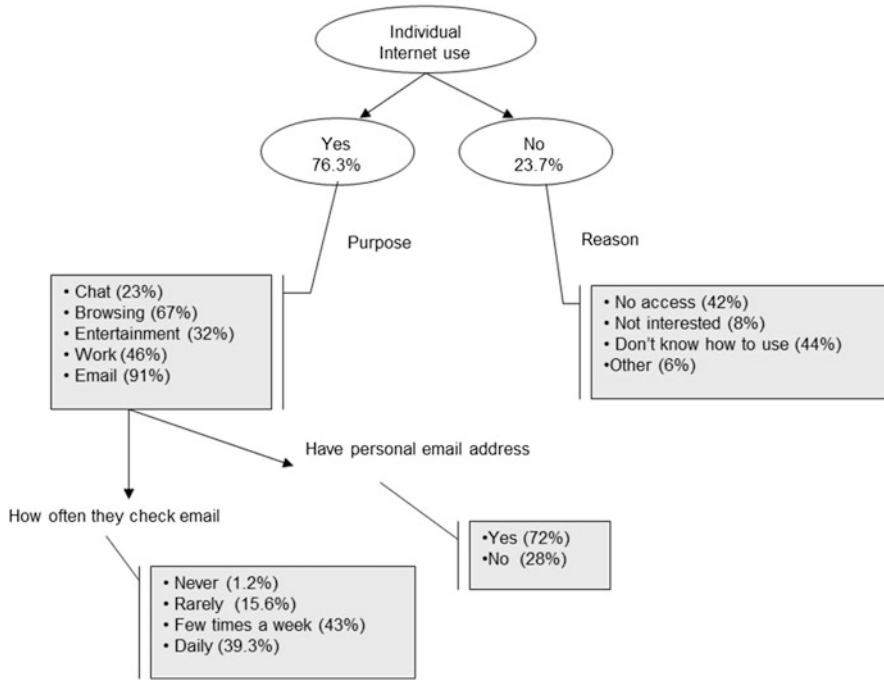 Individual
Internet use
Yes
76.3%
No
23.7%
Purpose
Reason
• Chat (23%)
• Browsing (67%)
• Entertainment (32%)
• Work (46%)
• Email (91%)
• No access (42%)
• Not interested (8%)
• Don't know how to use (44%)
•Other (6%)
Have personal email address
How often they check email
•Yes (72%)
•No (28%)
• Never (1.2%)
• Rarely (15.6%)
• Few times a week (43%)
• Daily (39.3%)